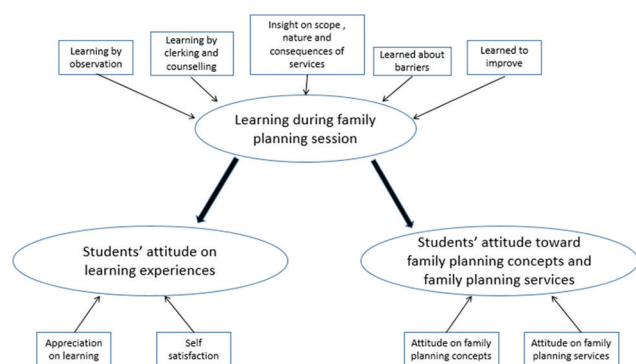 Learning by
observation
Learning by
clerking and
counselling
Insight on scope ,
nature and
consequences of
services
Learned about
barriers
Learned to
improve
Learning during family
planning session
Students' attitude on
learning experiences
Students' attitude toward
family planning concepts and
family planning services
Appreciation
on learning
Self
satisfaction
Attitude on family
planning concepts
Attitude on family
planning services